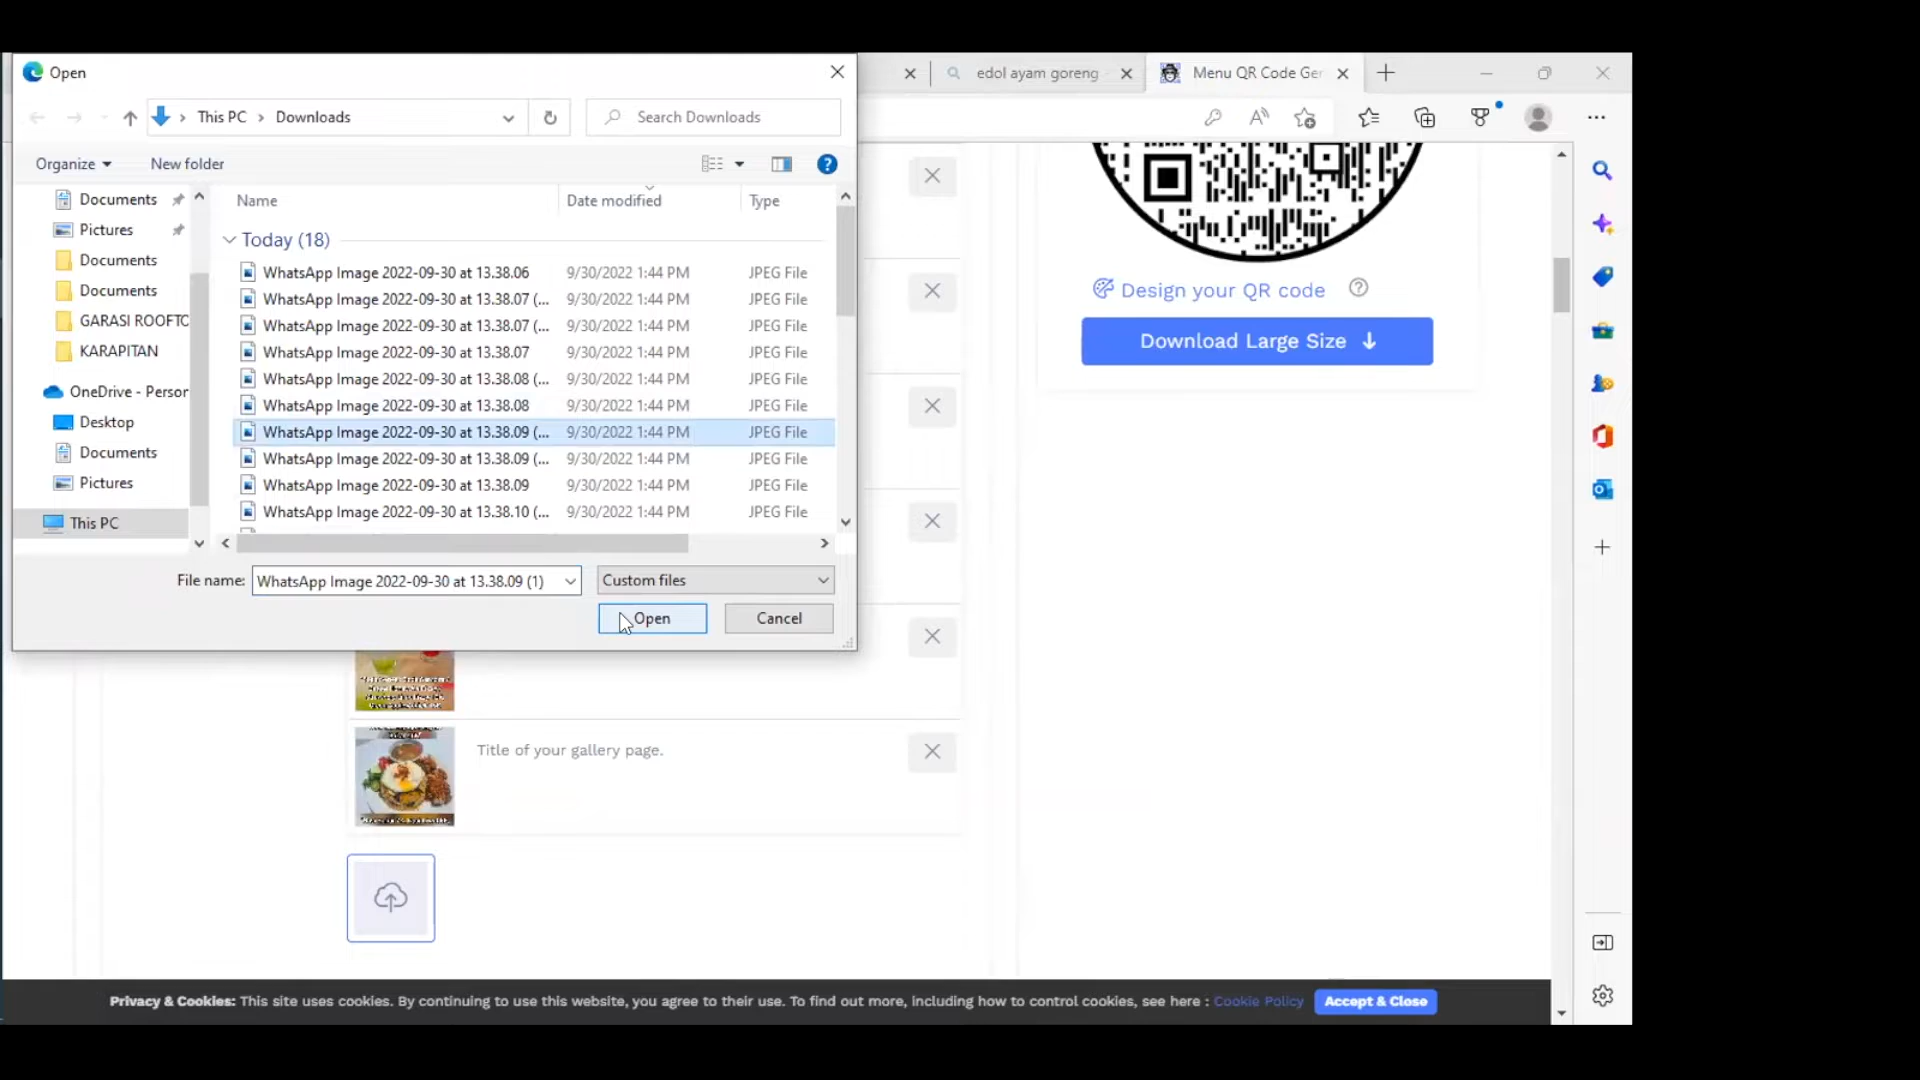 Open
edol ayam goreng
Menu QR Code Ger
This PC
Downloads
Search Downloads
Organize
New folder
Documents
Pictures
Documents
Documents
GARASI ROOFTC
KARAPITAN
OneDrive - Person
Desktop
Documents
Pictures
This PC
Name
Date modified
Type
Today (18)
WhatsApp Image 2022-09-30 at 13.38.06 9/30/2022 1:44 PM JPEG File
WhatsApp Image 2022-09-30 at 13.38.07 (... 9/30/2022 1:44 PM JPEG File
WhatsApp Image 2022-09-30 at 13.38.07 (... 9/30/2022 1:44 PM JPEG File
WhatsApp Image 2022-09-30 at 13.38.07 9/30/2022 1:44 PM JPEG File
WhatsApp Image 2022-09-30 at 13.38.08 (... 9/30/2022 1:44 PM JPEG File
WhatsApp Image 2022-09-30 at 13.38.08 9/30/2022 1:44 PM JPEG File
WhatsApp Image 2022-09-30 at 13.38.09 (... 9/30/2022 1:44 PM JPEG File
WhatsApp Image 2022-09-30 at 13.38.09 (... 9/30/2022 1:44 PM JPEG File
WhatsApp Image 2022-09-30 at 13.38.09 9/30/2022 1:44 PM JPEG File
WhatsApp Image 2022-09-30 at 13.38.10 (... 9/30/2022 1:44 PM JPEG File
File name: WhatsApp Image 2022-09-30 at 13.38.09 (1)
Custom files
Open
Cancel
Design your QR code
Download Large Size
Title of your gallery page.
Privacy & Cookies: This site uses cookies. By continuing to use this website, you agree to their use. To find out more, including how to control cookies, see here : Cookie Policy
Accept & Close